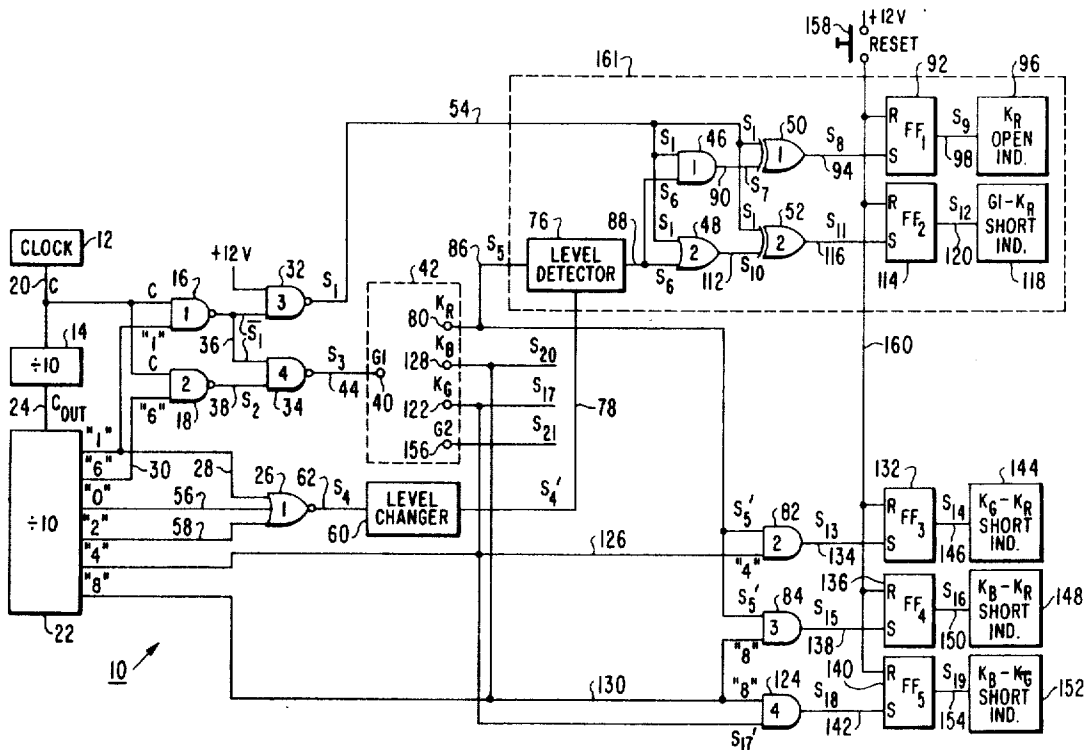 158
+12V
RESET
161
92
96
54
S1
46
50
R
FF1
S9
KR
OPEN
IND.
S1
1
1
S8
S
98
S6
90
S7
94
76
88
S1
48
S1
52
R
FF2
S12
G1-KR
SHORT
IND.
CLOCK
12
+12V
32
86
S5
LEVEL
DETECTOR
2
2
S11
S
120
S6
112
S10
116
114
118
20
C
16
3
S1
42
C
1
KR
14
"1"
36
S̅1
80
÷10
C
34
KB
S20
160
2
4
S3
G1
128
24
COUT
"6"
18
38
S2
44
40
KG
S17
78
122
"1"
30
G2
S21
132
144
"6"
28
26
62
156
R
FF3
S14
KG-KR
SHORT
IND.
"0"
56
1
S4
LEVEL
CHANGER
S4'
S5'
82
S13
S
146
÷10
"2"
58
60
2
134
"4"
126
"4"
136
R
FF4
S16
KB-KR
SHORT
IND.
148
"8"
S5'
84
S15
S
150
3
138
22
"8"
140
R
FF5
S19
KB-KG
SHORT
IND.
152
10
130
"8"
124
S18
S
154
4
142
S17'